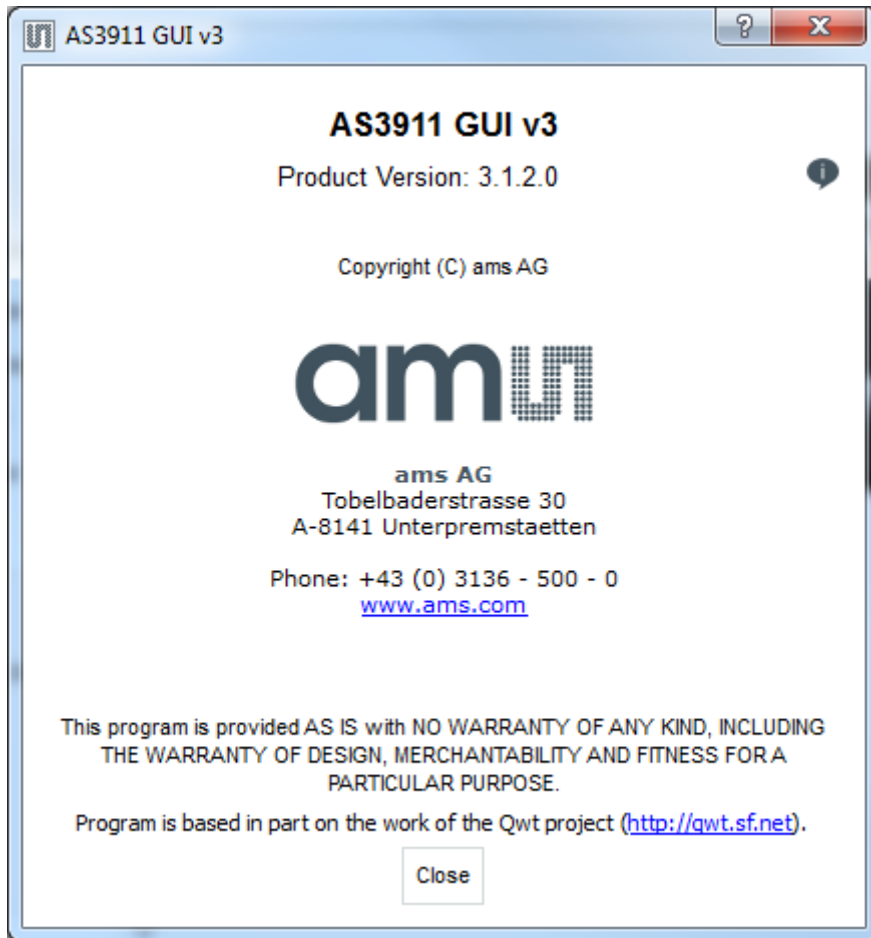 AS3911 GUI v3
AS3911 GUI v3
Product Version: 3.1.2.0
Copyright (C) ams AG
ams
ams AG
Tobelbaderstrasse 30
A-8141 Unterpremstaetten
Phone: +43 (0) 3136 - 500 - 0
www.ams.com
This program is provided AS IS with NO WARRANTY OF ANY KIND, INCLUDING
THE WARRANTY OF DESIGN, MERCHANTABILITY AND FITNESS FOR A
PARTICULAR PURPOSE.
Program is based in part on the work of the Qwt project (http://qwt.sf.net).
Close